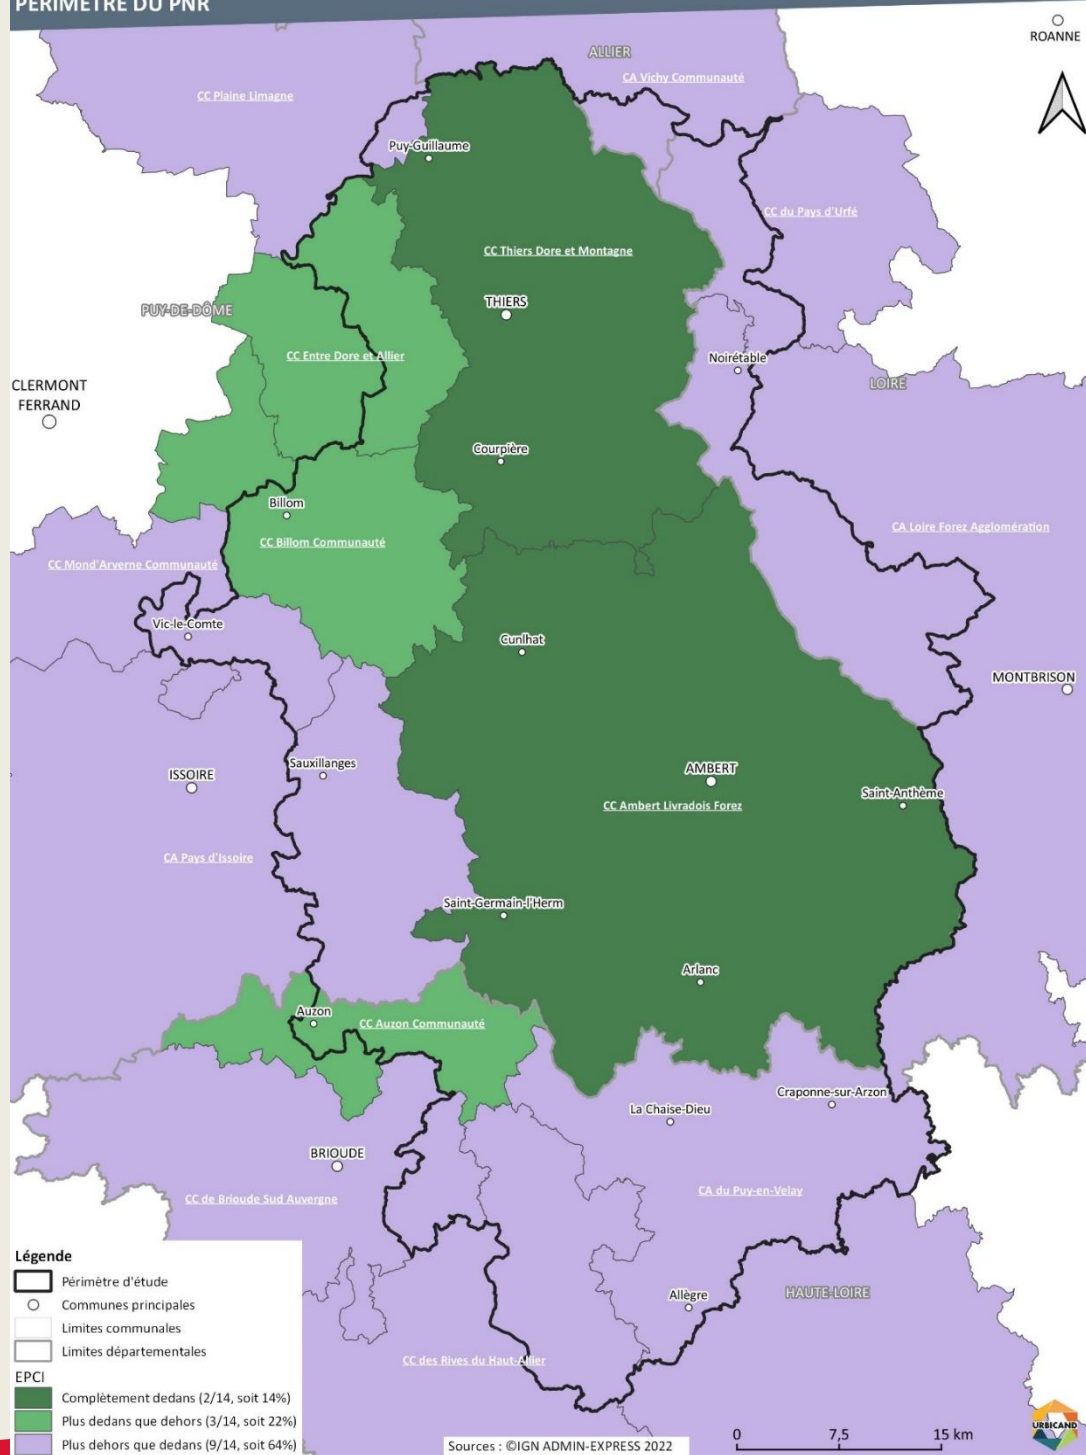 PÉRIMÈTRE DU PNR
ROANNE
ALLIER
CA Vichy Communauté
CC Plaine Limagne
Puy-Guillaume
CC du Pays d'Urfé
CC Thiers Dore et Montagne
THIERS
PUY-DE-DÔME
CC Entre Dore et Allier
Noirétable
LOIRE
CLERMONT
FERRAND
Courpière
Billom
CA Loire Forez Agglomération
CC Billom Communauté
CC Mond'Arverne Communauté
Vic-le-Comte
Cunlhat
MONTBRISON
Sauxillanges
ISSOIRE
AMBERT
Saint-Anthème
CC Ambert Livradois Forez
CA Pays d'Issoire
Saint-Germain-l'Herm
Arlanc
Auzon
CC Auzon Communauté
Craponne-sur-Arzon
La Chaise-Dieu
BRIOUDE
CA du Puy-en-Velay
CC de Brioude Sud Auvergne
Allègre
HAUTE-LOIRE
CC des Rives du Haut-Allier
Légende
Périmètre d'étude
Communes principales
Limites communales
Limites départementales
EPCI
Complètement dedans (2/14, soit 14%)
Plus dedans que dehors (3/14, soit 22%)
Plus dehors que dedans (9/14, soit 64%)
Sources : ©IGN ADMIN-EXPRESS 2022
0 7,5 15 km
URBICAND